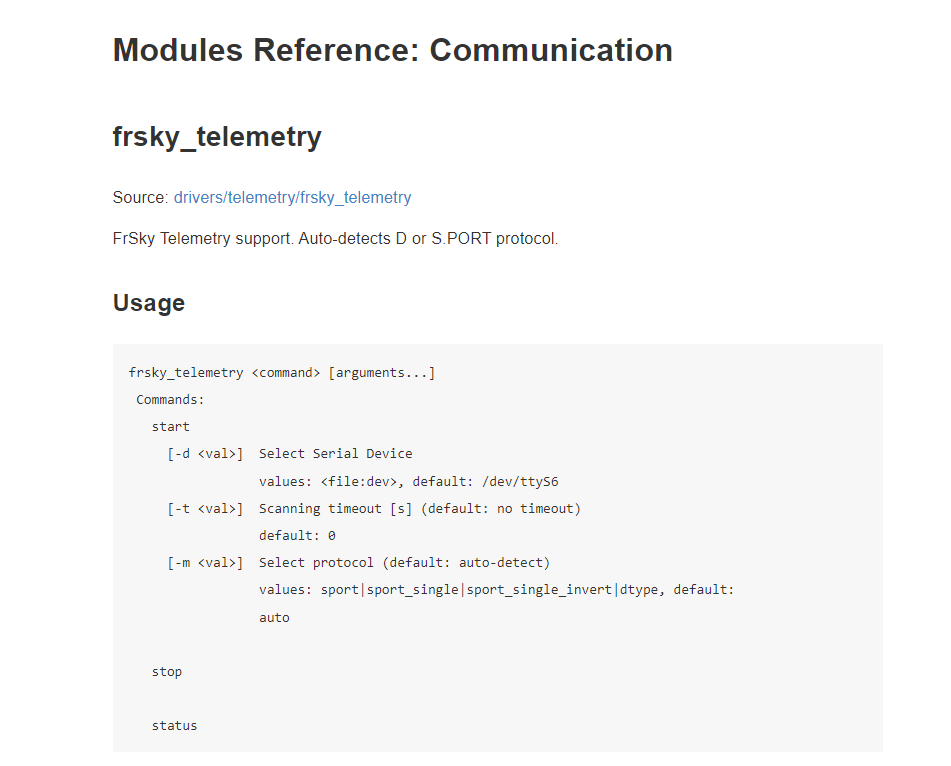 Modules Reference: Communication
frsky_telemetry
Source: drivers/telemetry/frsky_telemetry
FrSky Telemetry support. Auto-detects D or S.PORT protocol.
Usage
frsky_telemetry <command> [arguments...]
Commands:
start
[-d <val>]  Select Serial Device
values: <file:dev>, default: /dev/ttyS6
[-t <val>]  Scanning timeout [s] (default: no timeout)
default: 0
[-m <val>]  Select protocol (default: auto-detect)
values: sport|sport_single|sport_single_invert|dtype, default:
auto
stop
status